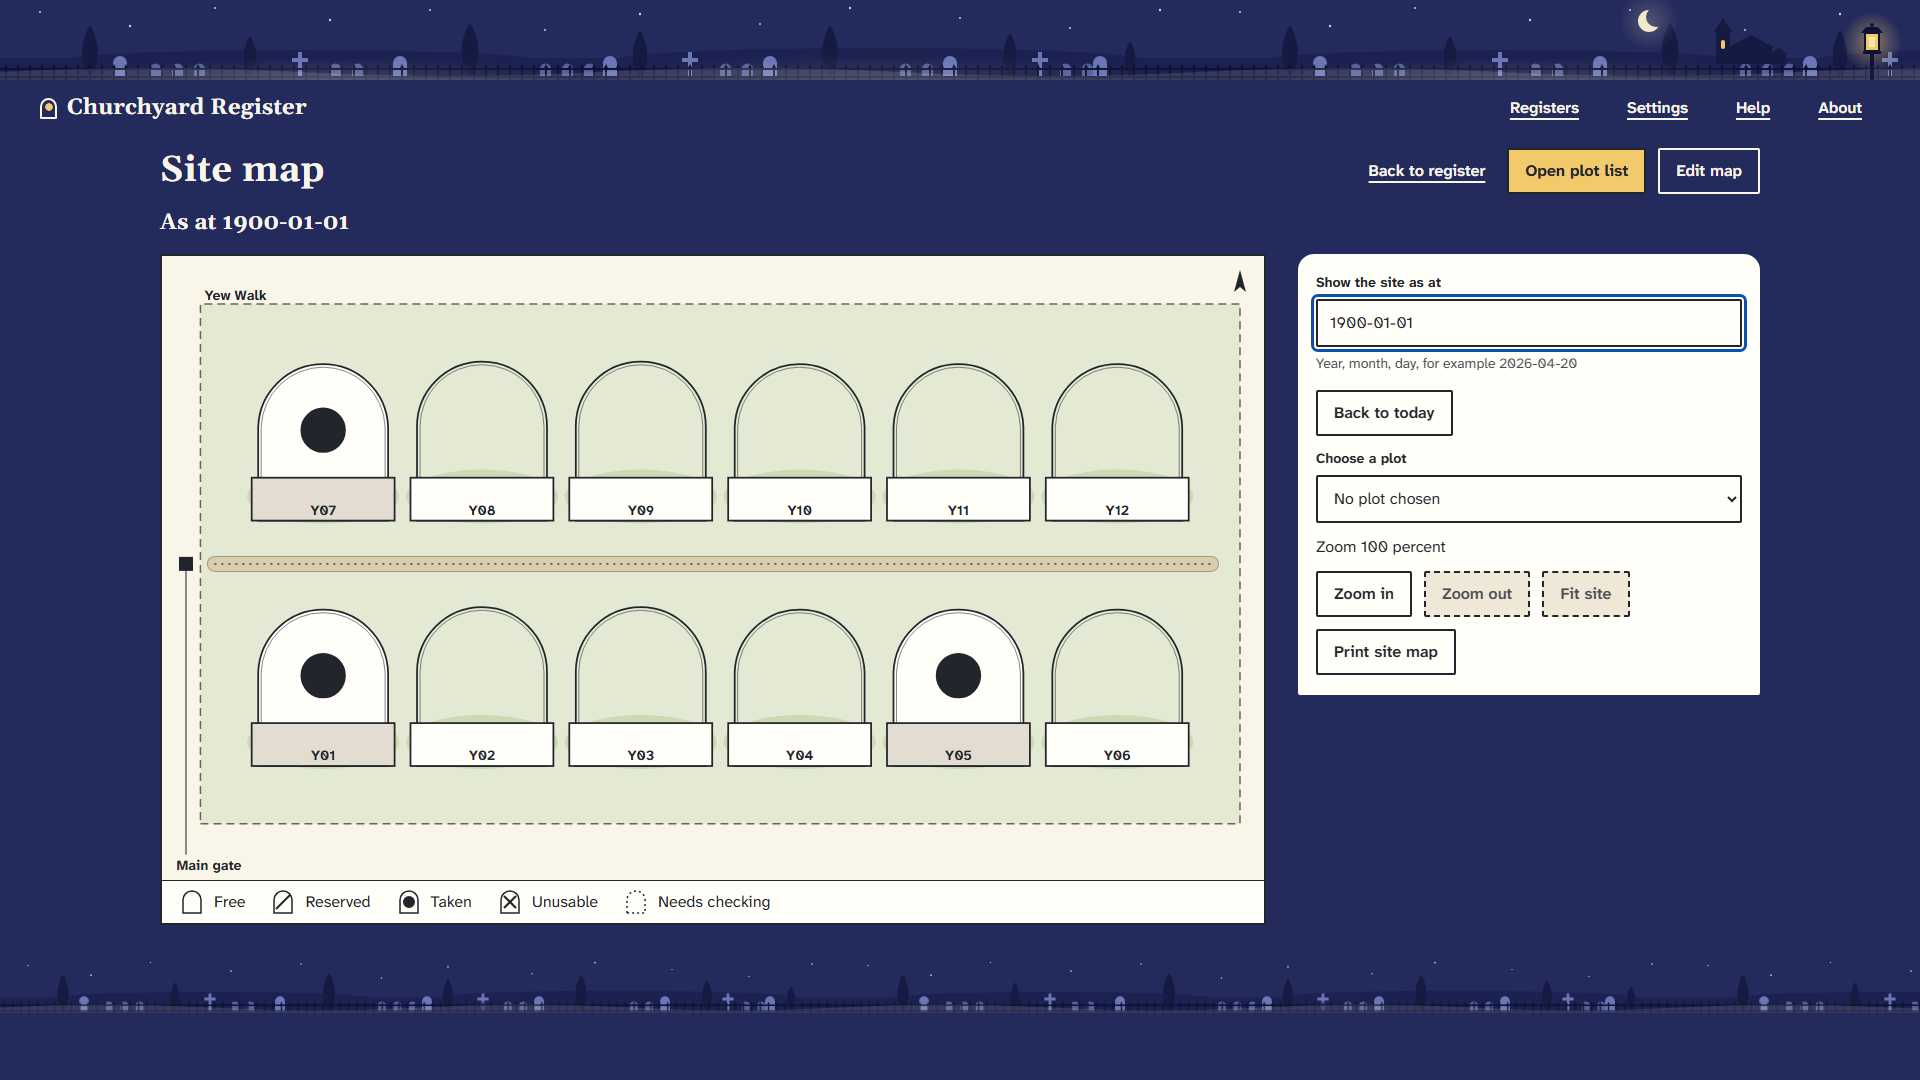 Churchyard Register
Registers
Settings
Help
About
Site map
Back to register
Open plot list
Edit map
As at 1900-01-01
Yew Walk
Y07
Y08
Y09
Y10
Y11
Y12
Y01
Y02
Y03
Y04
Y05
Y06
Main gate
Free
Reserved
Taken
Unusable
Needs checking
Show the site as at
1900-01-01
Year, month, day, for example 2026-04-20
Back to today
Choose a plot
No plot chosen
Zoom 100 percent
Zoom in
Zoom out
Fit site
Print site map